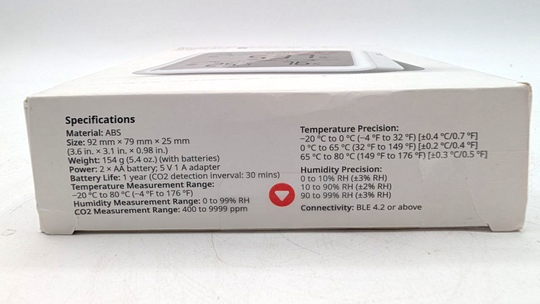 Specifications
Material: ABS
Size: 92 mm × 79 mm × 25 mm
(3.6 in. × 3.1 in. × 0.98 in.)
Weight: 154 g (5.4 oz.) (with batteries)
Power: 2 × AA battery; 5 V 1 A adapter
Battery Life: 1 year (CO2 detection inverval: 30 mins)
Temperature Measurement Range:
−20 °C to 80 °C (−4 °F to 176 °F)
Humidity Measurement Range: 0 to 99% RH
CO2 Measurement Range: 400 to 9999 ppm
Temperature Precision:
−20 °C to 0 °C (−4 °F to 32 °F) [±0.4 °C/0.7 °F]
0 °C to 65 °C (32 °F to 149 °F) [±0.2 °C/0.4 °F]
65 °C to 80 °C (149 °F to 176 °F) [±0.3 °C/0.5 °F]
Humidity Precision:
0 to 10% RH (±3% RH)
10 to 90% RH (±2% RH)
90 to 99% RH (±3% RH)
Connectivity: BLE 4.2 or above